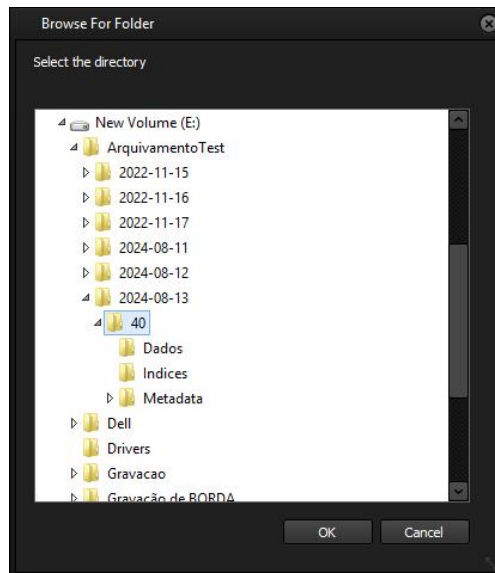 Browse For Folder
Select the directory
New Volume (E:)
ArquivamentoTest
2022-11-15
2022-11-16
2022-11-17
2024-08-11
2024-08-12
2024-08-13
40
Dados
Indices
Metadata
Dell
Drivers
Gravacao
Gravação de BORDA
OK
Cancel